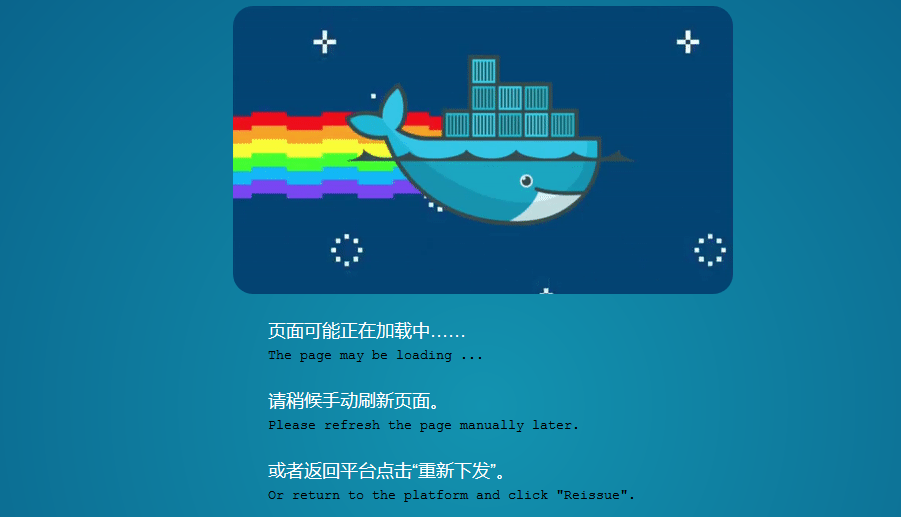 页面可能正在加载中……
The page may be loading ...
请稍候手动刷新页面。
Please refresh the page manually later.
或者返回平台点击“重新下发”。
Or return to the platform and click "Reissue".